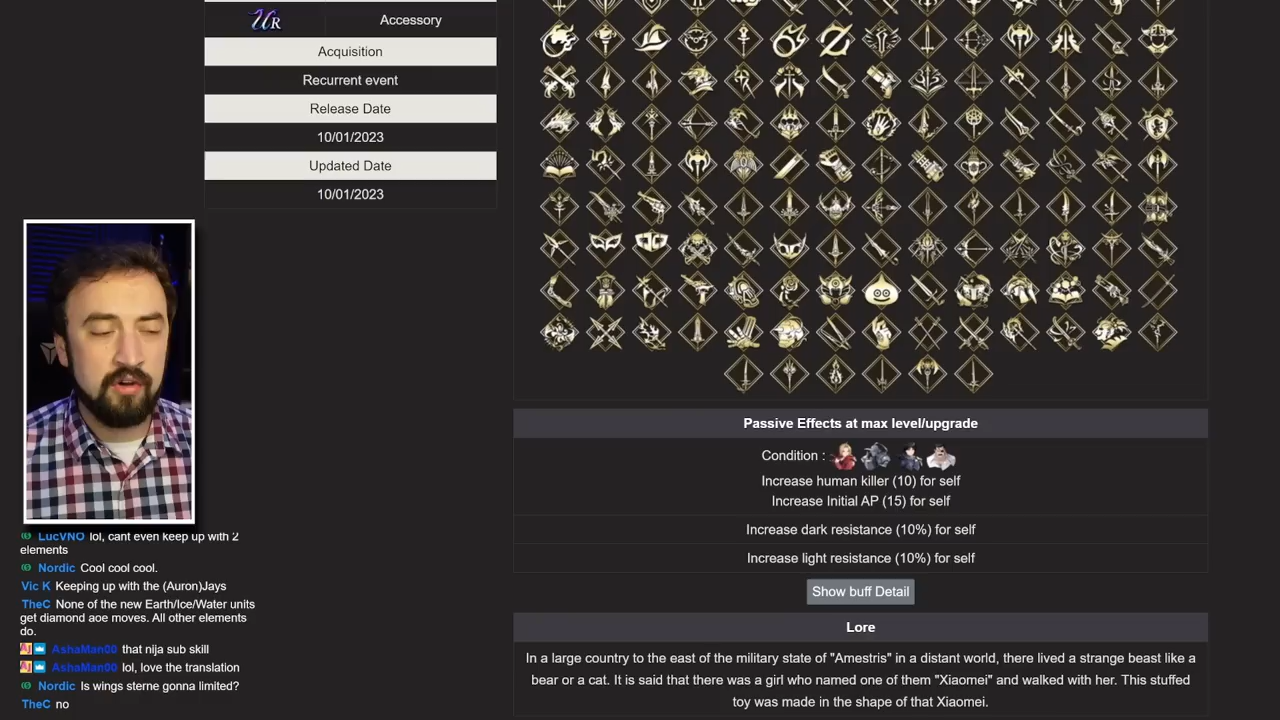 UR
Accessory
Acquisition
Recurrent event
Release Date
10/01/2023
Updated Date
10/01/2023
Passive Effects at max level/upgrade
Condition :
Increase human killer (10) for self
Increase Initial AP (15) for self
Increase dark resistance (10%) for self
Increase light resistance (10%) for self
Show buff Detail
Lore
In a large country to the east of the military state of "Amestris" in a distant world, there lived a strange beast like a
bear or a cat. It is said that there was a girl who named one of them "Xiaomei" and walked with her. This stuffed
toy was made in the shape of that Xiaomei.
LucVNO lol, cant even keep up with 2
elements
Nordic Cool cool cool.
Vic K Keeping up with the (Auron)Jays
TheC None of the new Earth/Ice/Water units
get diamond aoe moves. All other elements
do.
AshaMan00 that nija sub skill
AshaMan00 lol, love the translation
Nordic Is wings sterne gonna limited?
TheC no